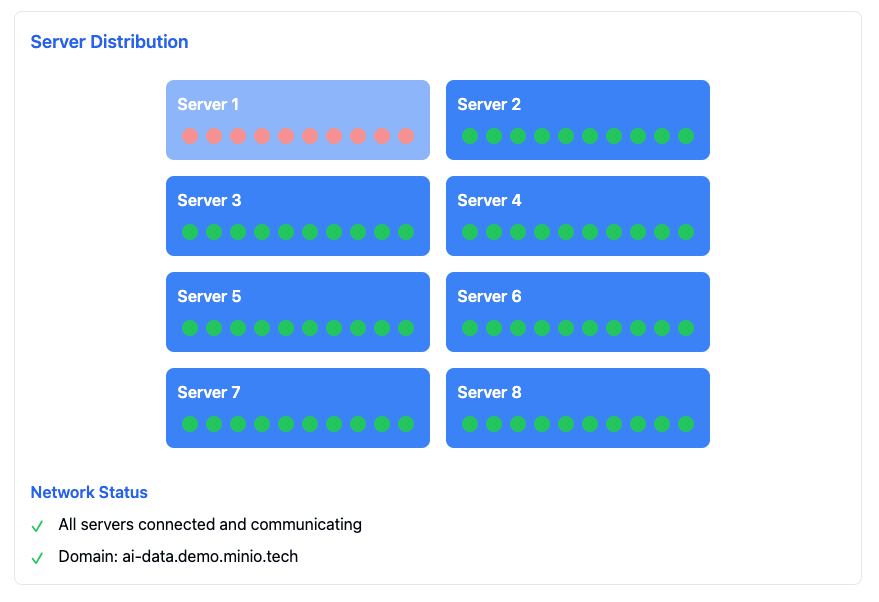 Server Distribution
Server 1
Server 2
Server 3
Server 4
Server 5
Server 6
Server 7
Server 8
Network Status
All servers connected and communicating
Domain: ai-data.demo.minio.tech